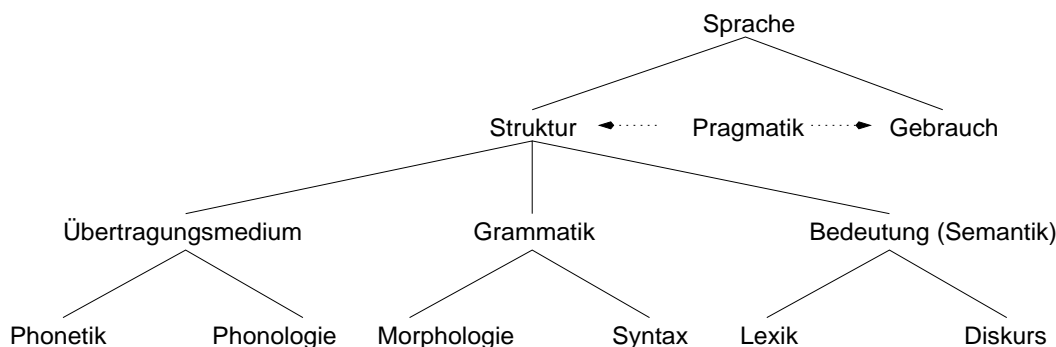 Sprache
Struktur Pragmatik Gebrauch
Übertragungsmedium Grammatik Bedeutung (Semantik)
Phonetik Phonologie Morphologie Syntax Lexik Diskurs